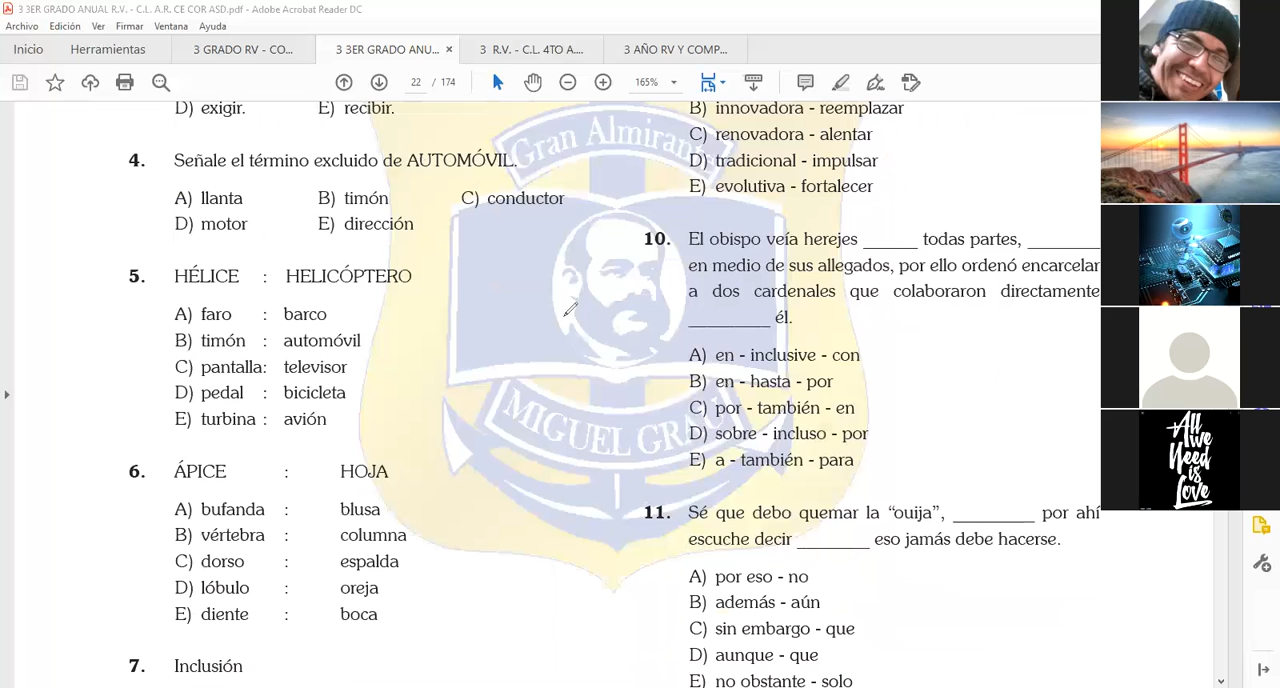 3 3ER GRADO ANUAL R.V. - C.L. A.R. CE COR ASD.pdf - Adobe Acrobat Reader DC
Archivo Edición Ver Firmar Ventana Ayuda
Inicio Herramientas 3 GRADO RV - CO... 3 3ER GRADO ANU... × 3 R.V. - C.L. 4TO A.... 3 AÑO RV Y COMP...
22 / 174 165%
D) exigir. E) recibir.
4. Señale el término excluido de AUTOMÓVIL.
A) llanta B) timón C) conductor
D) motor E) dirección
5. HÉLICE : HELICÓPTERO
A) faro : barco
B) timón : automóvil
C) pantalla: televisor
D) pedal : bicicleta
E) turbina : avión
6. ÁPICE : HOJA
A) bufanda : blusa
B) vértebra : columna
C) dorso : espalda
D) lóbulo : oreja
E) diente : boca
7. Inclusión
B) innovadora - reemplazar
C) renovadora - alentar
D) tradicional - impulsar
E) evolutiva - fortalecer
10. El obispo veía herejes ______ todas partes, ________
en medio de sus allegados, por ello ordenó encarcelar
a dos cardenales que colaboraron directamente
_________ él.
A) en - inclusive - con
B) en - hasta - por
C) por - también - en
D) sobre - incluso - por
E) a - también - para
11. Sé que debo quemar la “ouija”, _________ por ahí
escuche decir ________ eso jamás debe hacerse.
A) por eso - no
B) además - aún
C) sin embargo - que
D) aunque - que
E) no obstante - solo
Gran Almirante
MIGUEL GRAU
All
we
Need
is
Love